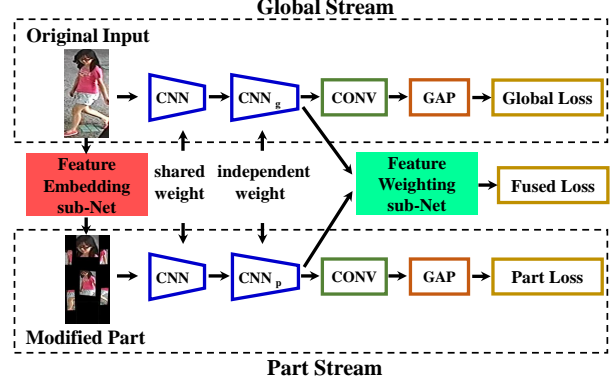 Global Stream
Original Input
CNN
CNN g
CONV
GAP
Global Loss
Feature
Embedding
sub-Net
shared
weight
independent
weight
Feature
Weighting
sub-Net
Fused Loss
CNN
CNN p
CONV
GAP
Part Loss
Modified Part
Part Stream